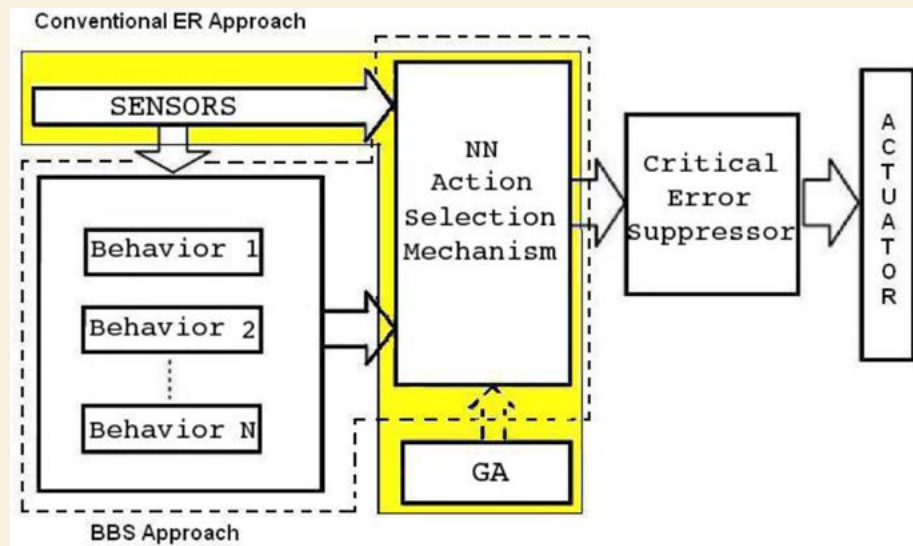 Conventional ER Approach
SENSORS
NN
Action
Selection
Mechanism
Critical
Error
Suppressor
ACTUATOR
Behavior 1
Behavior 2
Behavior N
GA
BBS Approach